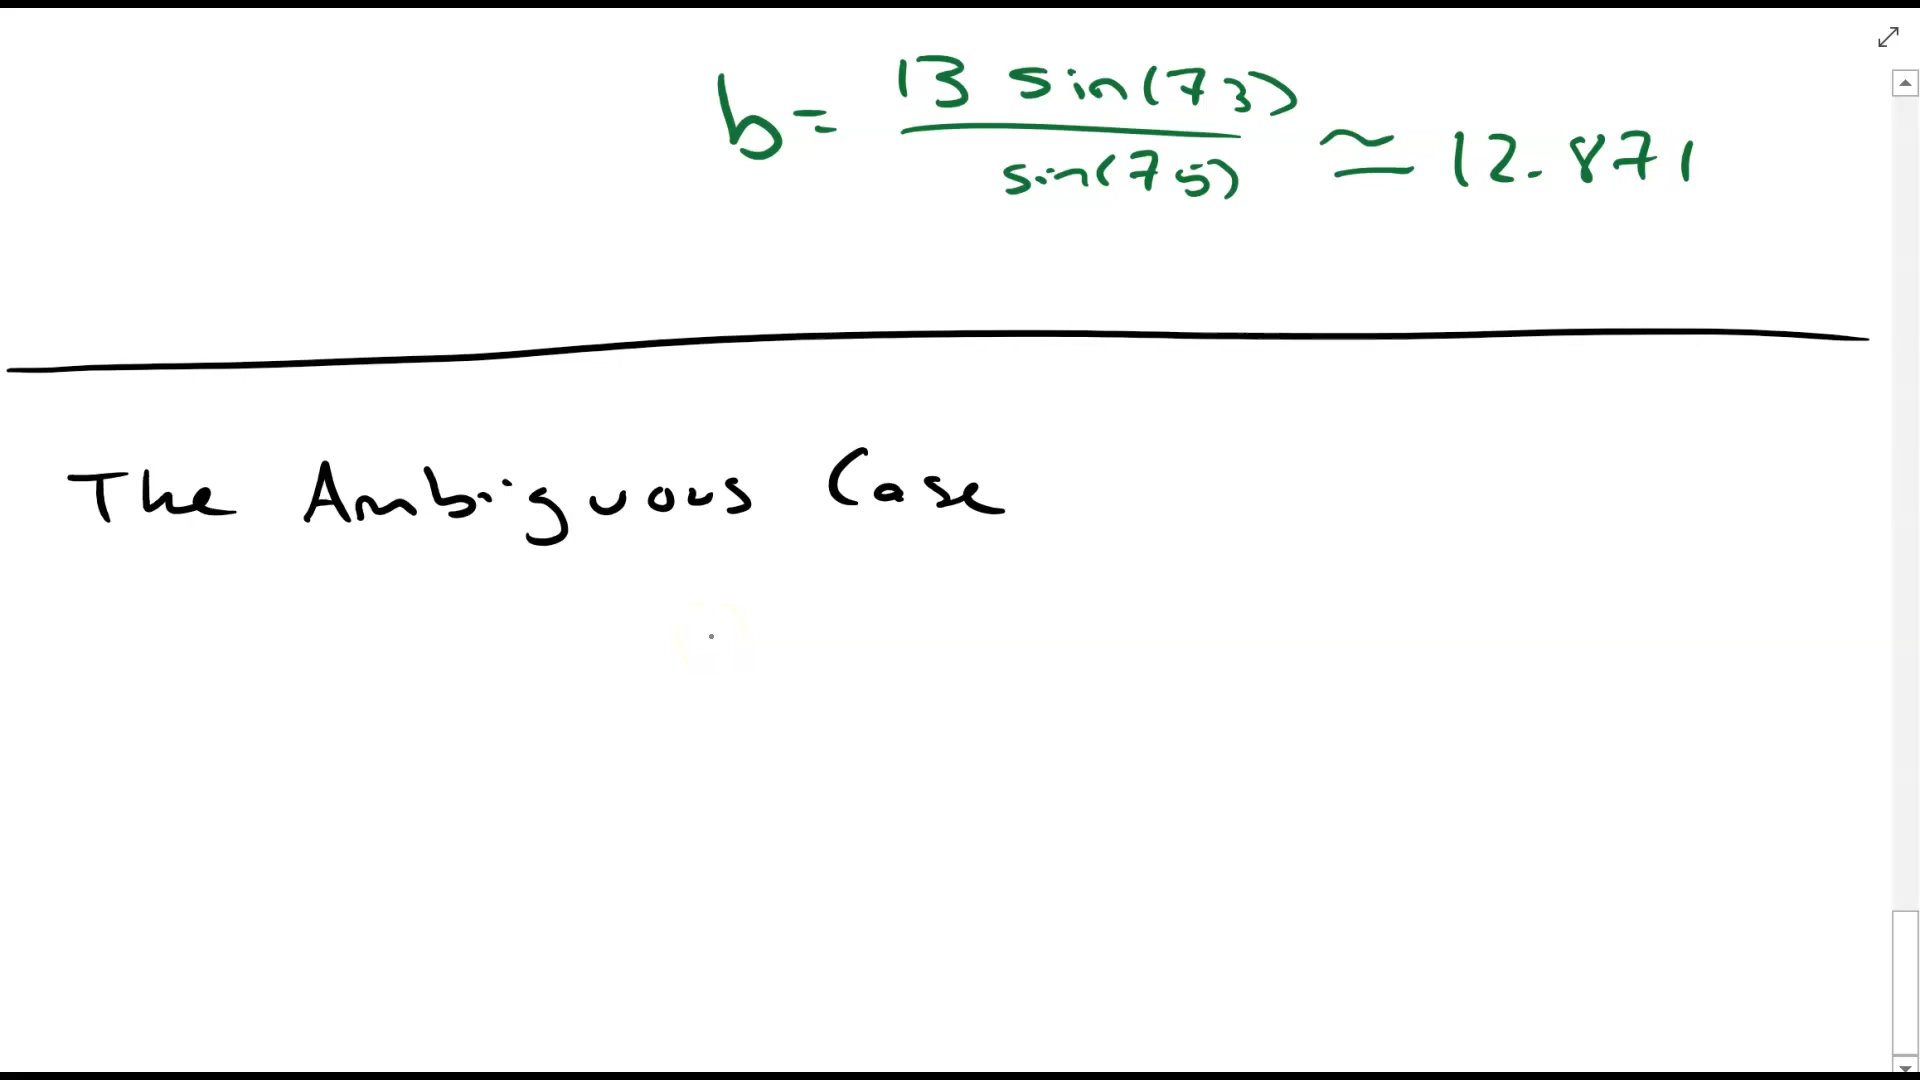 b = 13 sin(73) / sin(75) ≃ 12.871
The Ambiguous Case